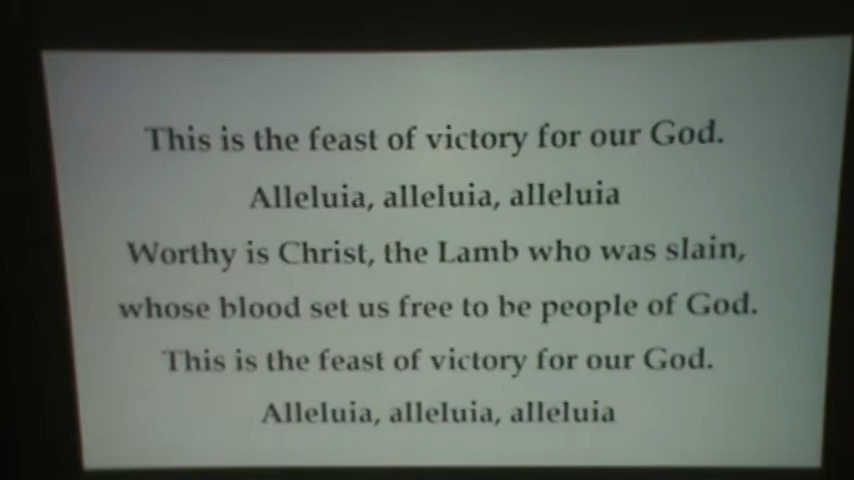 This is the feast of victory for our God.
Alleluia, alleluia, alleluia
Worthy is Christ, the Lamb who was slain,
whose blood set us free to be people of God.
This is the feast of victory for our God.
Alleluia, alleluia, alleluia